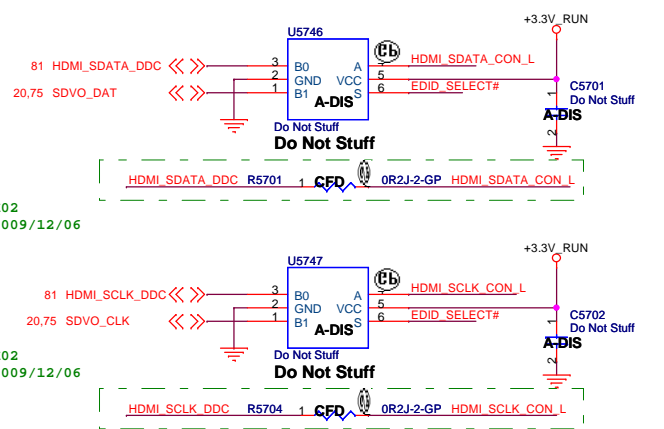 +3.3V_RUN
U5746
81 HDMI_SDATA_DDC 3 B0 A HDMI_SDATA_CON_L
2 GND VCC 5
20,75 SDVO_DAT 1 B1 S 6 EDID_SELECT#
A-DIS
Do Not Stuff
Do Not Stuff
C5701
Do Not Stuff
1
A-DIS
2
HDMI_SDATA_DDC R5701 1 CFD 0R2J-2-GP HDMI_SDATA_CON_L
02
009/12/06
+3.3V_RUN
U5747
81 HDMI_SCLK_DDC 3 B0 A HDMI_SCLK_CON_L
2 GND VCC 5
20,75 SDVO_CLK 1 B1 S 6 EDID_SELECT#
A-DIS
Do Not Stuff
Do Not Stuff
C5702
Do Not Stuff
1
A-DIS
2
02
009/12/06
HDMI_SCLK_DDC R5704 1 CFD 0R2J-2-GP HDMI_SCLK_CON_L